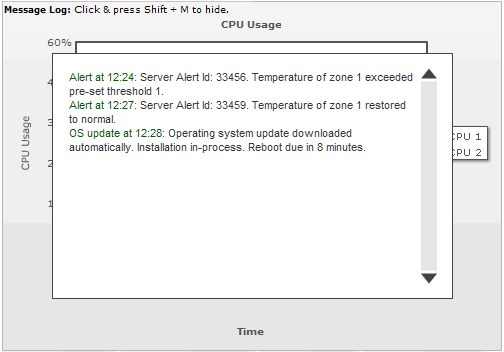 Message Log: Click & press Shift + M to hide.
CPU Usage
60%
Alert at 12:24: Server Alert Id: 33456. Temperature of zone 1 exceeded
pre-set threshold 1.
Alert at 12:27: Server Alert Id: 33459. Temperature of zone 1 restored
to normal.
OS update at 12:28: Operating system update downloaded
automatically. Installation in-process. Reboot due in 8 minutes.
4
3
2
1
CPU Usage
CPU 1
CPU 2
Time